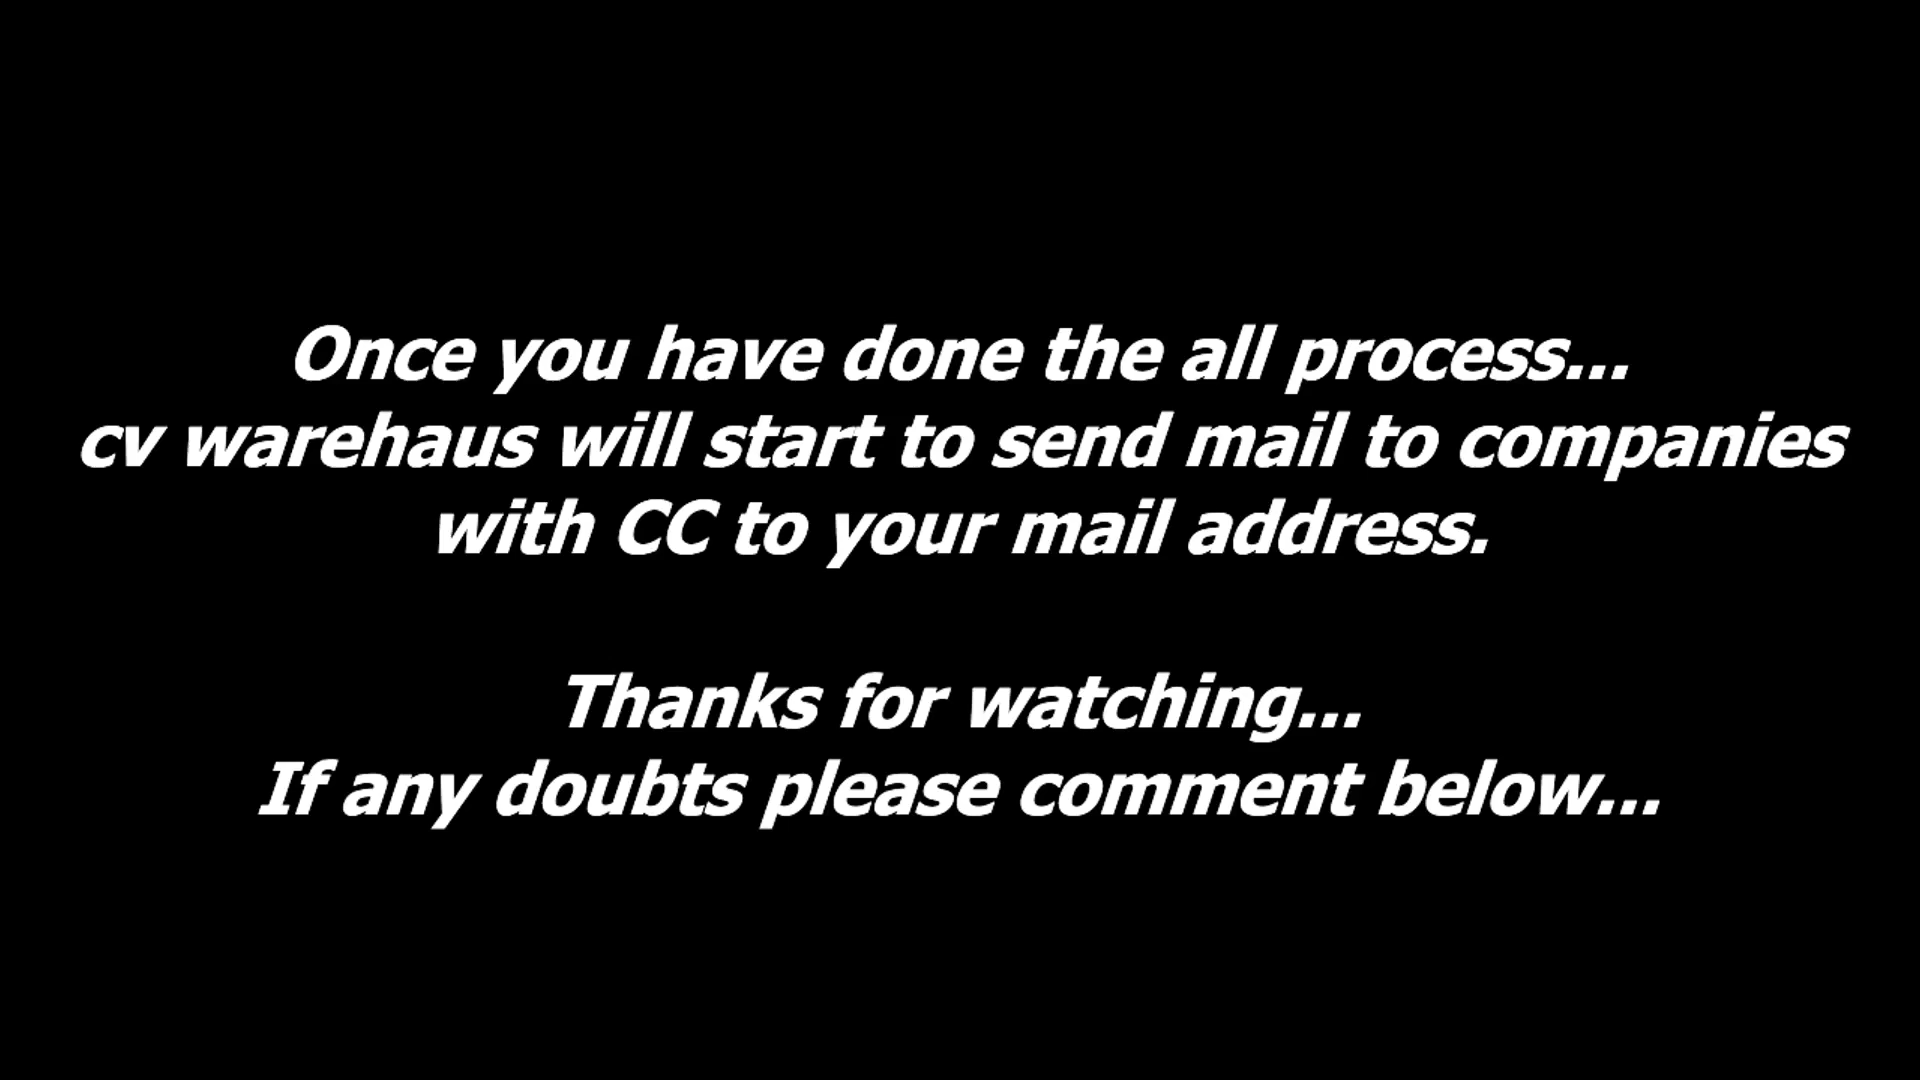 Once you have done the all process...
cv warehaus will start to send mail to companies
with CC to your mail address.
Thanks for watching...
If any doubts please comment below...